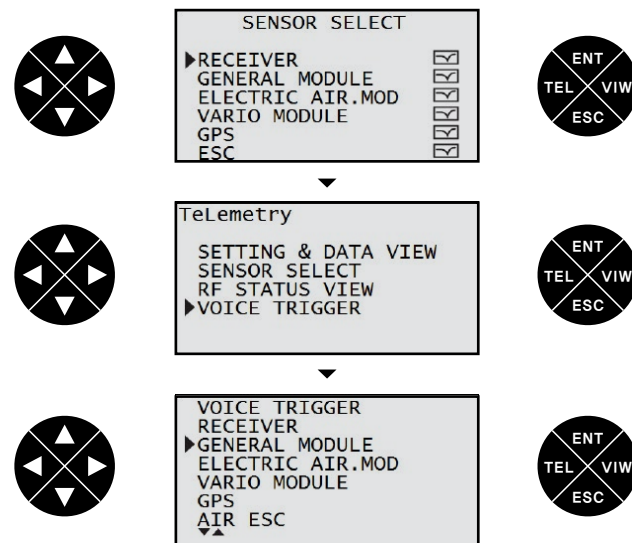 SENSOR SELECT
RECEIVER
GENERAL MODULE
ELECTRIC AIR.MOD
VARIO MODULE
GPS
ESC
ENT
TEL VIW
ESC
TeLemetry
SETTING & DATA VIEW
SENSOR SELECT
RF STATUS VIEW
VOICE TRIGGER
ENT
TEL VIW
ESC
VOICE TRIGGER
RECEIVER
GENERAL MODULE
ELECTRIC AIR.MOD
VARIO MODULE
GPS
AIR ESC
ENT
TEL VIW
ESC